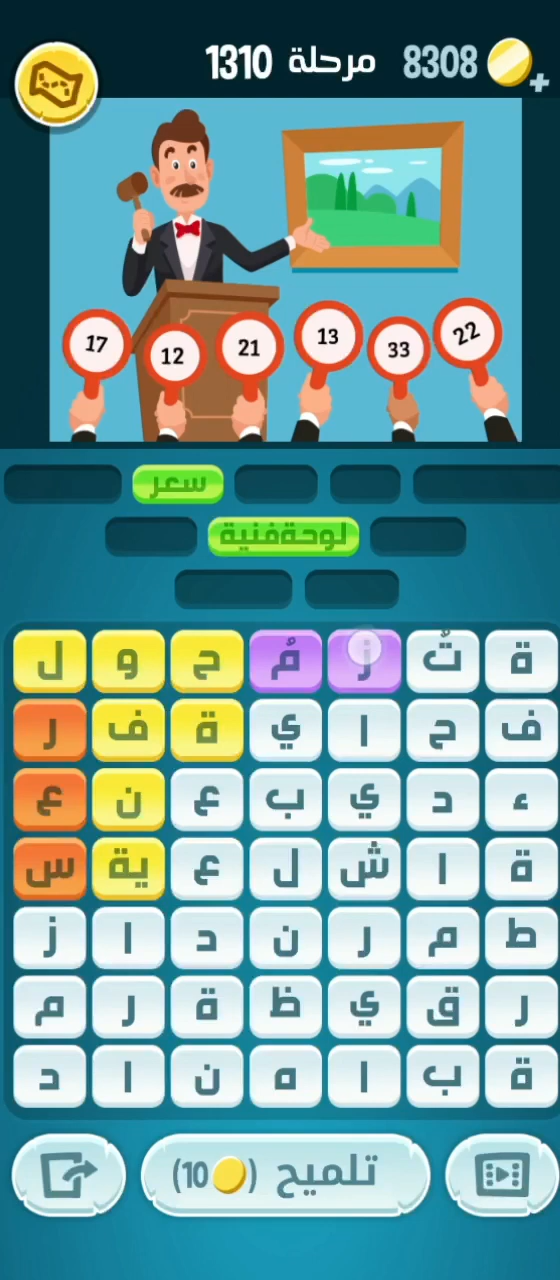 مرحلة 1310 8308
17 12 21 13 33 22
سعر
لوحةفنية
ة تٌ ز مُ ح و ل
ف ح ا ي ة ف ر
ء د ي ب ع ن ع
ة ا ش ل ع ية س
ط م ر ن د ا ز
ر ق ي ظ ة ر م
ة ب ا ه ن ا د
تلميح (10)